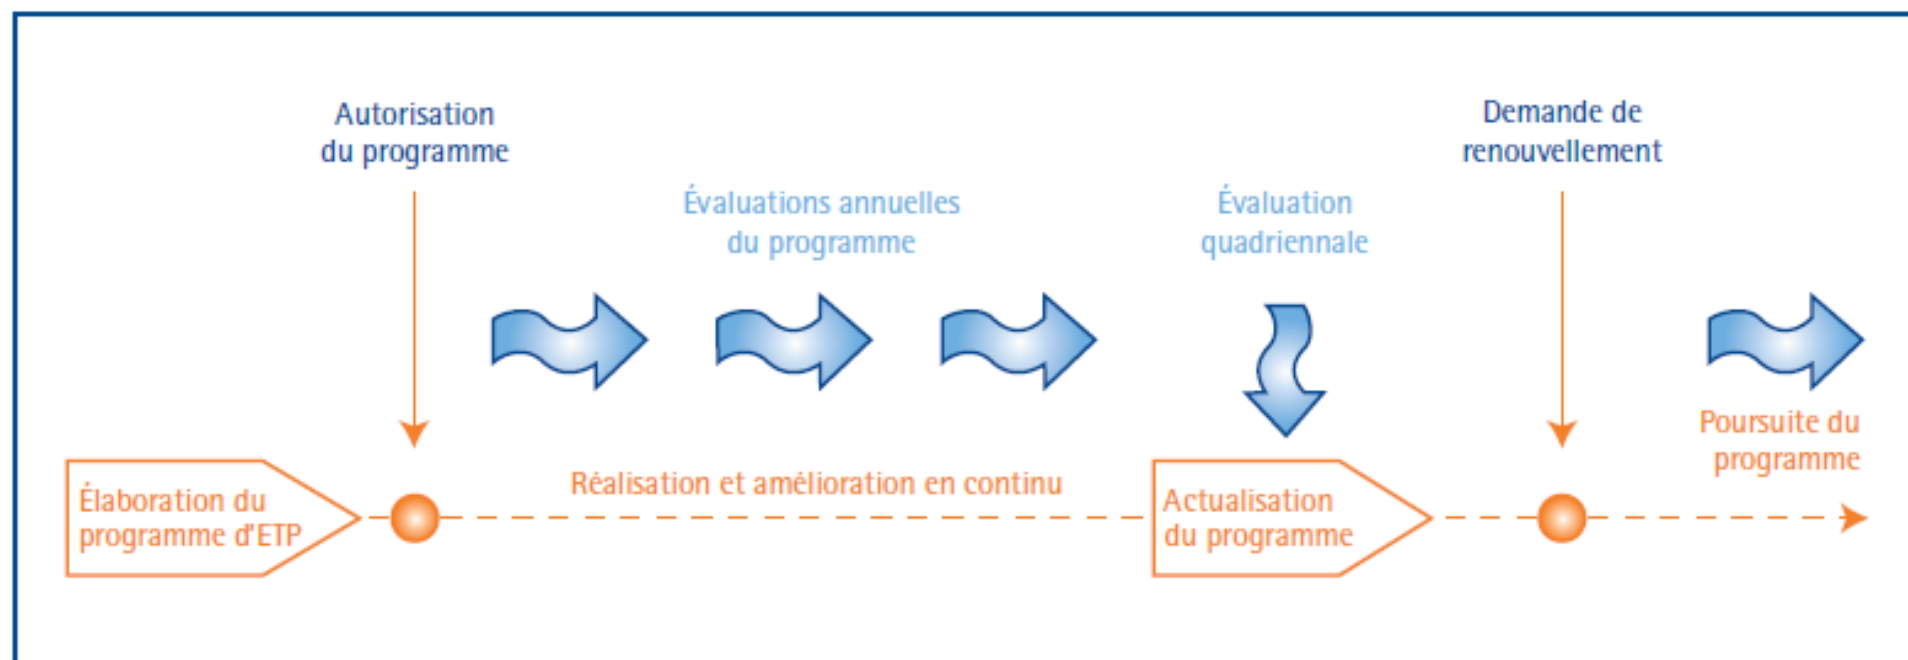 Autorisation
du programme
Demande de
renouvellement
Évaluations annuelles
du programme
Évaluation
quadriennale
Poursuite du
programme
Élaboration du
programme d'ETP
Réalisation et amélioration en continu
Actualisation
du programme